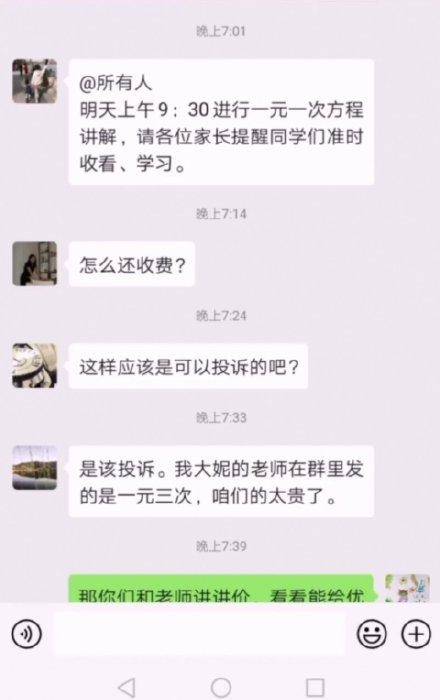 晚上7:01
@所有人
明天上午9：30进行一元一次方程
讲解，请各位家长提醒同学们准时
收看、学习。
晚上7:14
怎么还收费？
晚上7:24
这样应该是可以投诉的吧？
晚上7:33
是该投诉。我大妮的老师在群里发
的是一元三次，咱们的太贵了。
晚上7:39
那你们和老师讲讲价，看看能给优